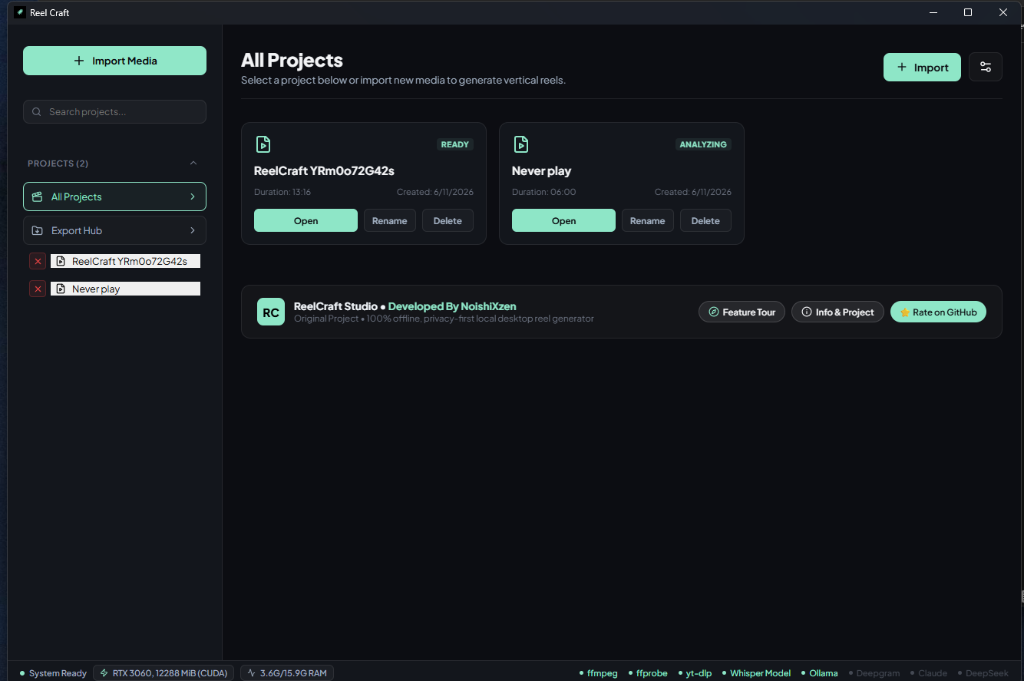 Reel Craft
+ Import Media
Search projects...
PROJECTS (2)
All Projects
Export Hub
ReelCraft YRm0o72G42s
Never play
All Projects
Select a project below or import new media to generate vertical reels.
+ Import
READY
ReelCraft YRm0o72G42s
Duration: 13:16 Created: 6/11/2026
Open Rename Delete
ANALYZING
Never play
Duration: 06:00 Created: 6/11/2026
Open Rename Delete
RC
ReelCraft Studio • Developed By NoishiXzen
Original Project • 100% offline, privacy-first local desktop reel generator
Feature Tour Info & Project Rate on GitHub
System Ready RTX 3060, 12288 MiB (CUDA) 3.6G/15.9G RAM ffmpeg ffprobe yt-dlp Whisper Model Ollama Deepgram Claude DeepSeek